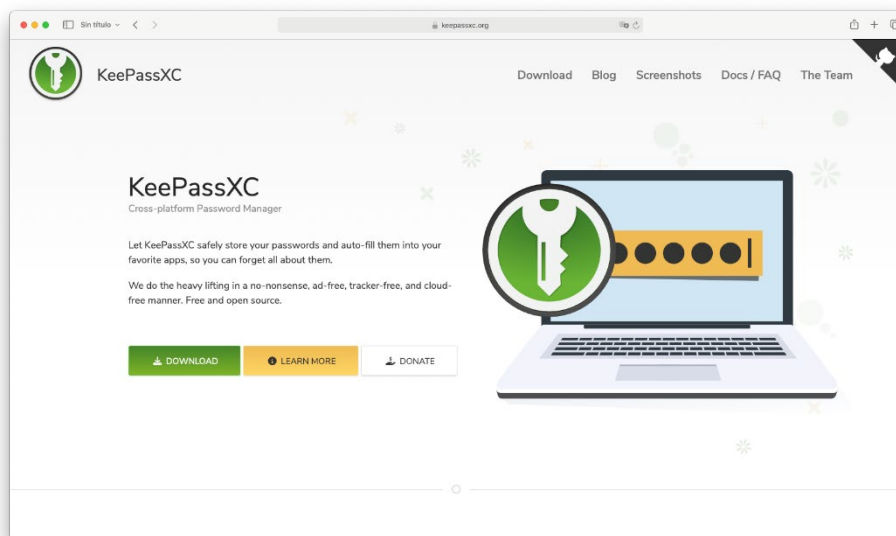 Sin título
keepassxc.org
KeePassXC
Download Blog Screenshots Docs / FAQ The Team
KeePassXC
Cross-platform Password Manager
Let KeePassXC safely store your passwords and auto-fill them into your
favorite apps, so you can forget all about them.
We do the heavy lifting in a no-nonsense, ad-free, tracker-free, and cloud-
free manner. Free and open source.
DOWNLOAD LEARN MORE DONATE